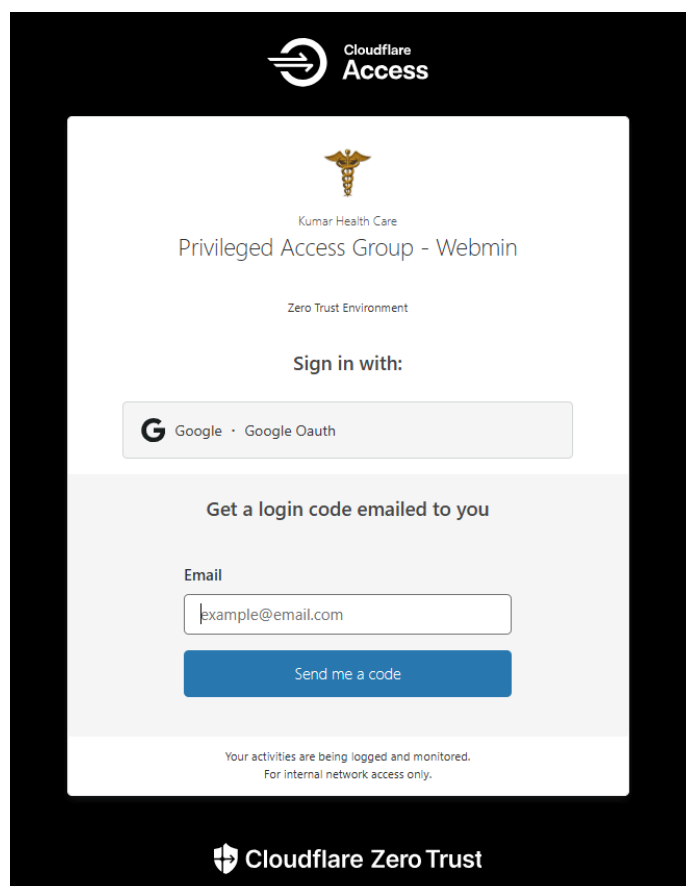 Cloudflare
Access
Kumar Health Care
Privileged Access Group - Webmin
Zero Trust Environment
Sign in with:
Google · Google Oauth
Get a login code emailed to you
Email
example@email.com
Send me a code
Your activities are being logged and monitored.
For internal network access only.
Cloudflare Zero Trust